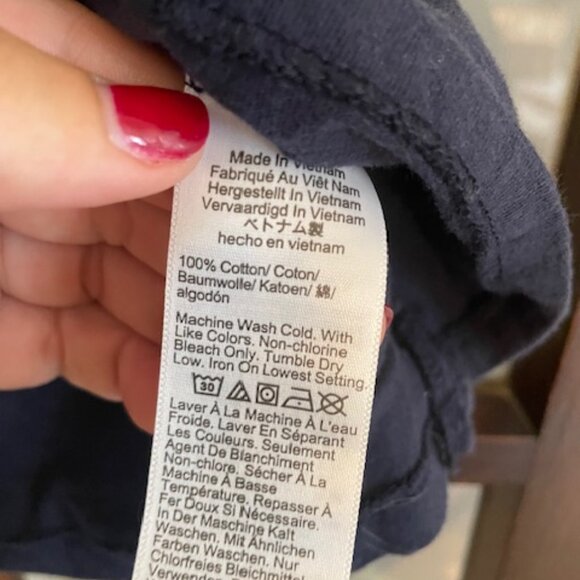 Made In Vietnam
Fabriqué Au Viêt Nam
Hergestellt In Vietnam
Vervaardigd In Vietnam
ベトナム製
hecho en vietnam
100% Cotton/ Coton/
Baumwolle/ Katoen/ 綿/
algodón
Machine Wash Cold. With
Like Colors. Non-chlorine
Bleach Only. Tumble Dry
Low. Iron On Lowest Setting.
30
Laver À La Machine À L'eau
Froide. Laver En Séparant
Les Couleurs. Seulement
Agent De Blanchiment
Non-chlore. Sécher À La
Machine À Basse
Température. Repasser À
Fer Doux Si Nécessaire.
In Der Maschine Kalt
Waschen. Mit Ähnlichen
Farben Waschen. Nur
Chlorfreies Bleichmittel
Verwenden.